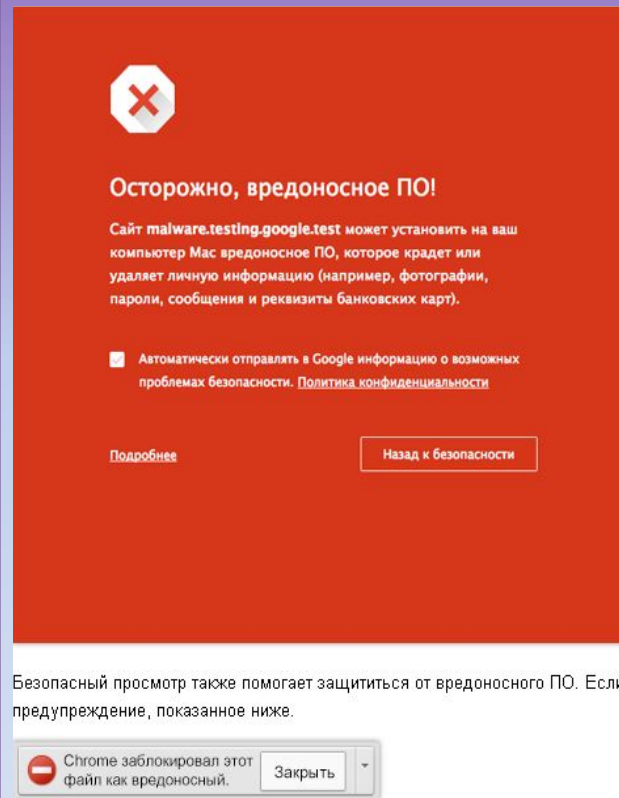 Осторожно, вредоносное ПО!
Сайт malware.testing.google.test может установить на ваш
компьютер Mac вредоносное ПО, которое крадет или
удаляет личную информацию (например, фотографии,
пароли, сообщения и реквизиты банковских карт).
Автоматически отправлять в Google информацию о возможных
проблемах безопасности. Политика конфиденциальности
Подробнее
Назад к безопасности
Безопасный просмотр также помогает защититься от вредоносного ПО. Если
предупреждение, показанное ниже.
Chrome заблокировал этот
файл как вредоносный.
Закрыть